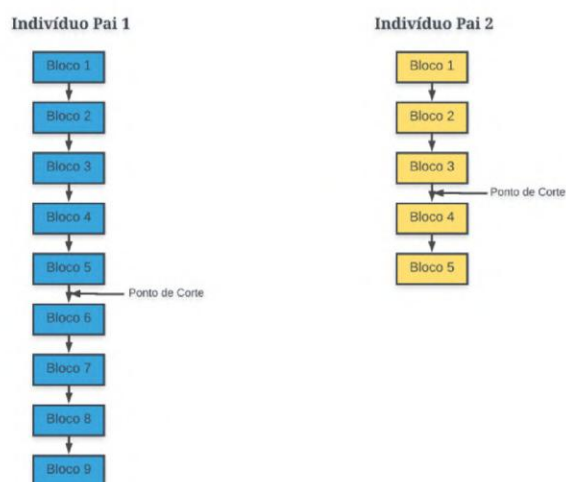 Indivíduo Pai 1
Bloco 1
Bloco 2
Bloco 3
Bloco 4
Bloco 5
Ponto de Corte
Bloco 6
Bloco 7
Bloco 8
Bloco 9
Indivíduo Pai 2
Bloco 1
Bloco 2
Bloco 3
Ponto de Corte
Bloco 4
Bloco 5